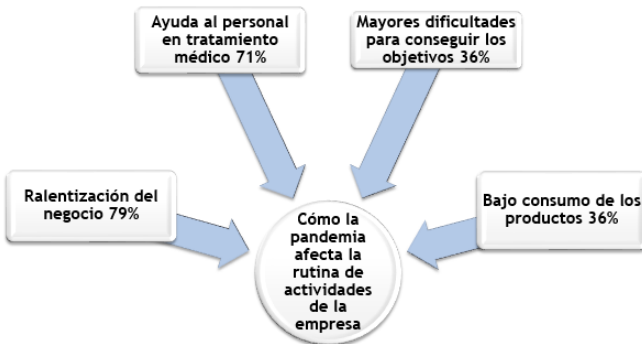 Ayuda al personal
en tratamiento
médico 71%
Mayores dificultades
para conseguir los
objetivos 36%
Ralentización del
negocio 79%
Bajo consumo de los
productos 36%
Cómo la
pandemia
afecta la
rutina de
actividades
de la
empresa